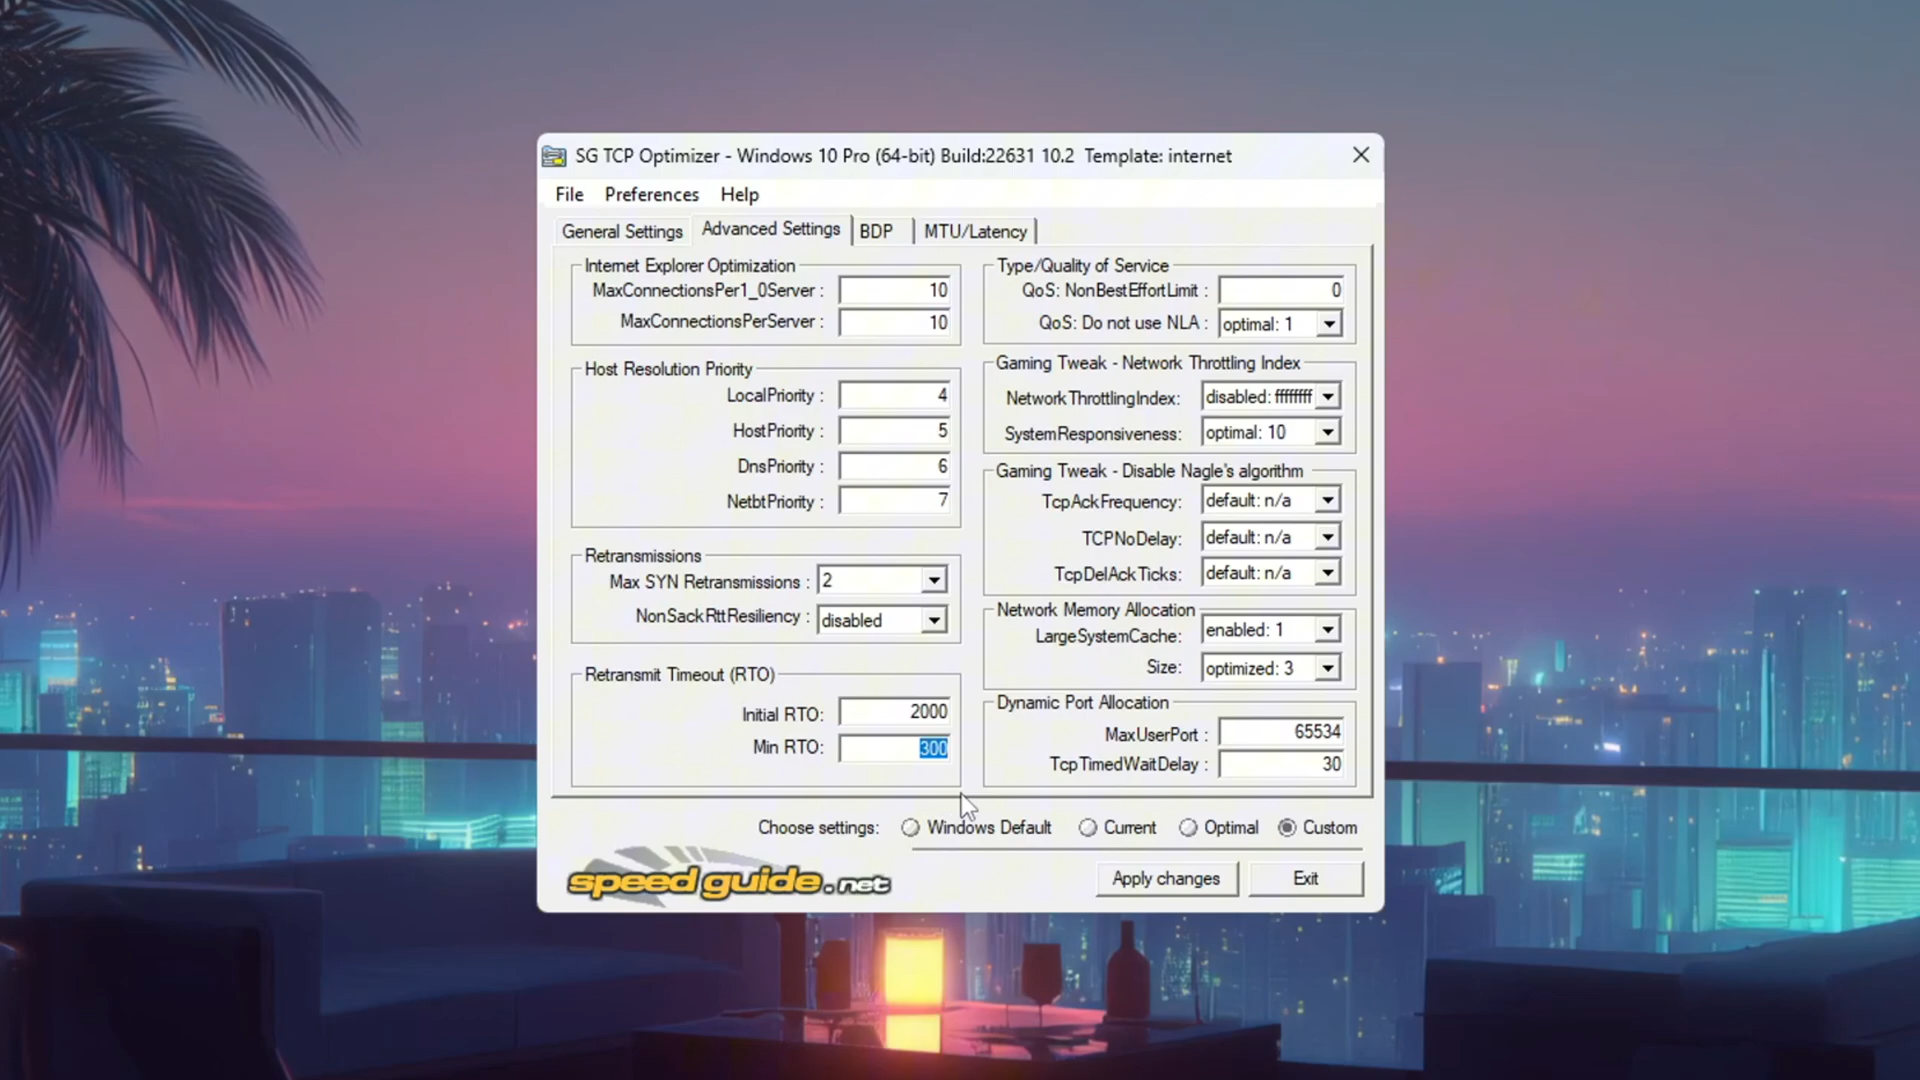 SG TCP Optimizer - Windows 10 Pro (64-bit) Build:22631 10.2 Template: internet
File Preferences Help
General Settings Advanced Settings BDP MTU/Latency
Internet Explorer Optimization
MaxConnectionsPer1_0Server : 10
MaxConnectionsPerServer : 10
Host Resolution Priority
LocalPriority : 4
HostPriority : 5
DnsPriority : 6
NetbtPriority : 7
Retransmissions
Max SYN Retransmissions : 2
NonSackRttResiliency : disabled
Retransmit Timeout (RTO)
Initial RTO: 2000
Min RTO: 300
Type/Quality of Service
QoS: NonBestEffortLimit : 0
QoS: Do not use NLA : optimal: 1
Gaming Tweak - Network Throttling Index
NetworkThrottlingIndex: disabled: ffffffff
SystemResponsiveness: optimal: 10
Gaming Tweak - Disable Nagle's algorithm
TcpAckFrequency: default: n/a
TCPNoDelay: default: n/a
TcpDelAckTicks: default: n/a
Network Memory Allocation
LargeSystemCache: enabled: 1
Size: optimized: 3
Dynamic Port Allocation
MaxUserPort : 65534
TcpTimedWaitDelay : 30
Choose settings: Windows Default Current Optimal Custom
speedguide.net
Apply changes Exit